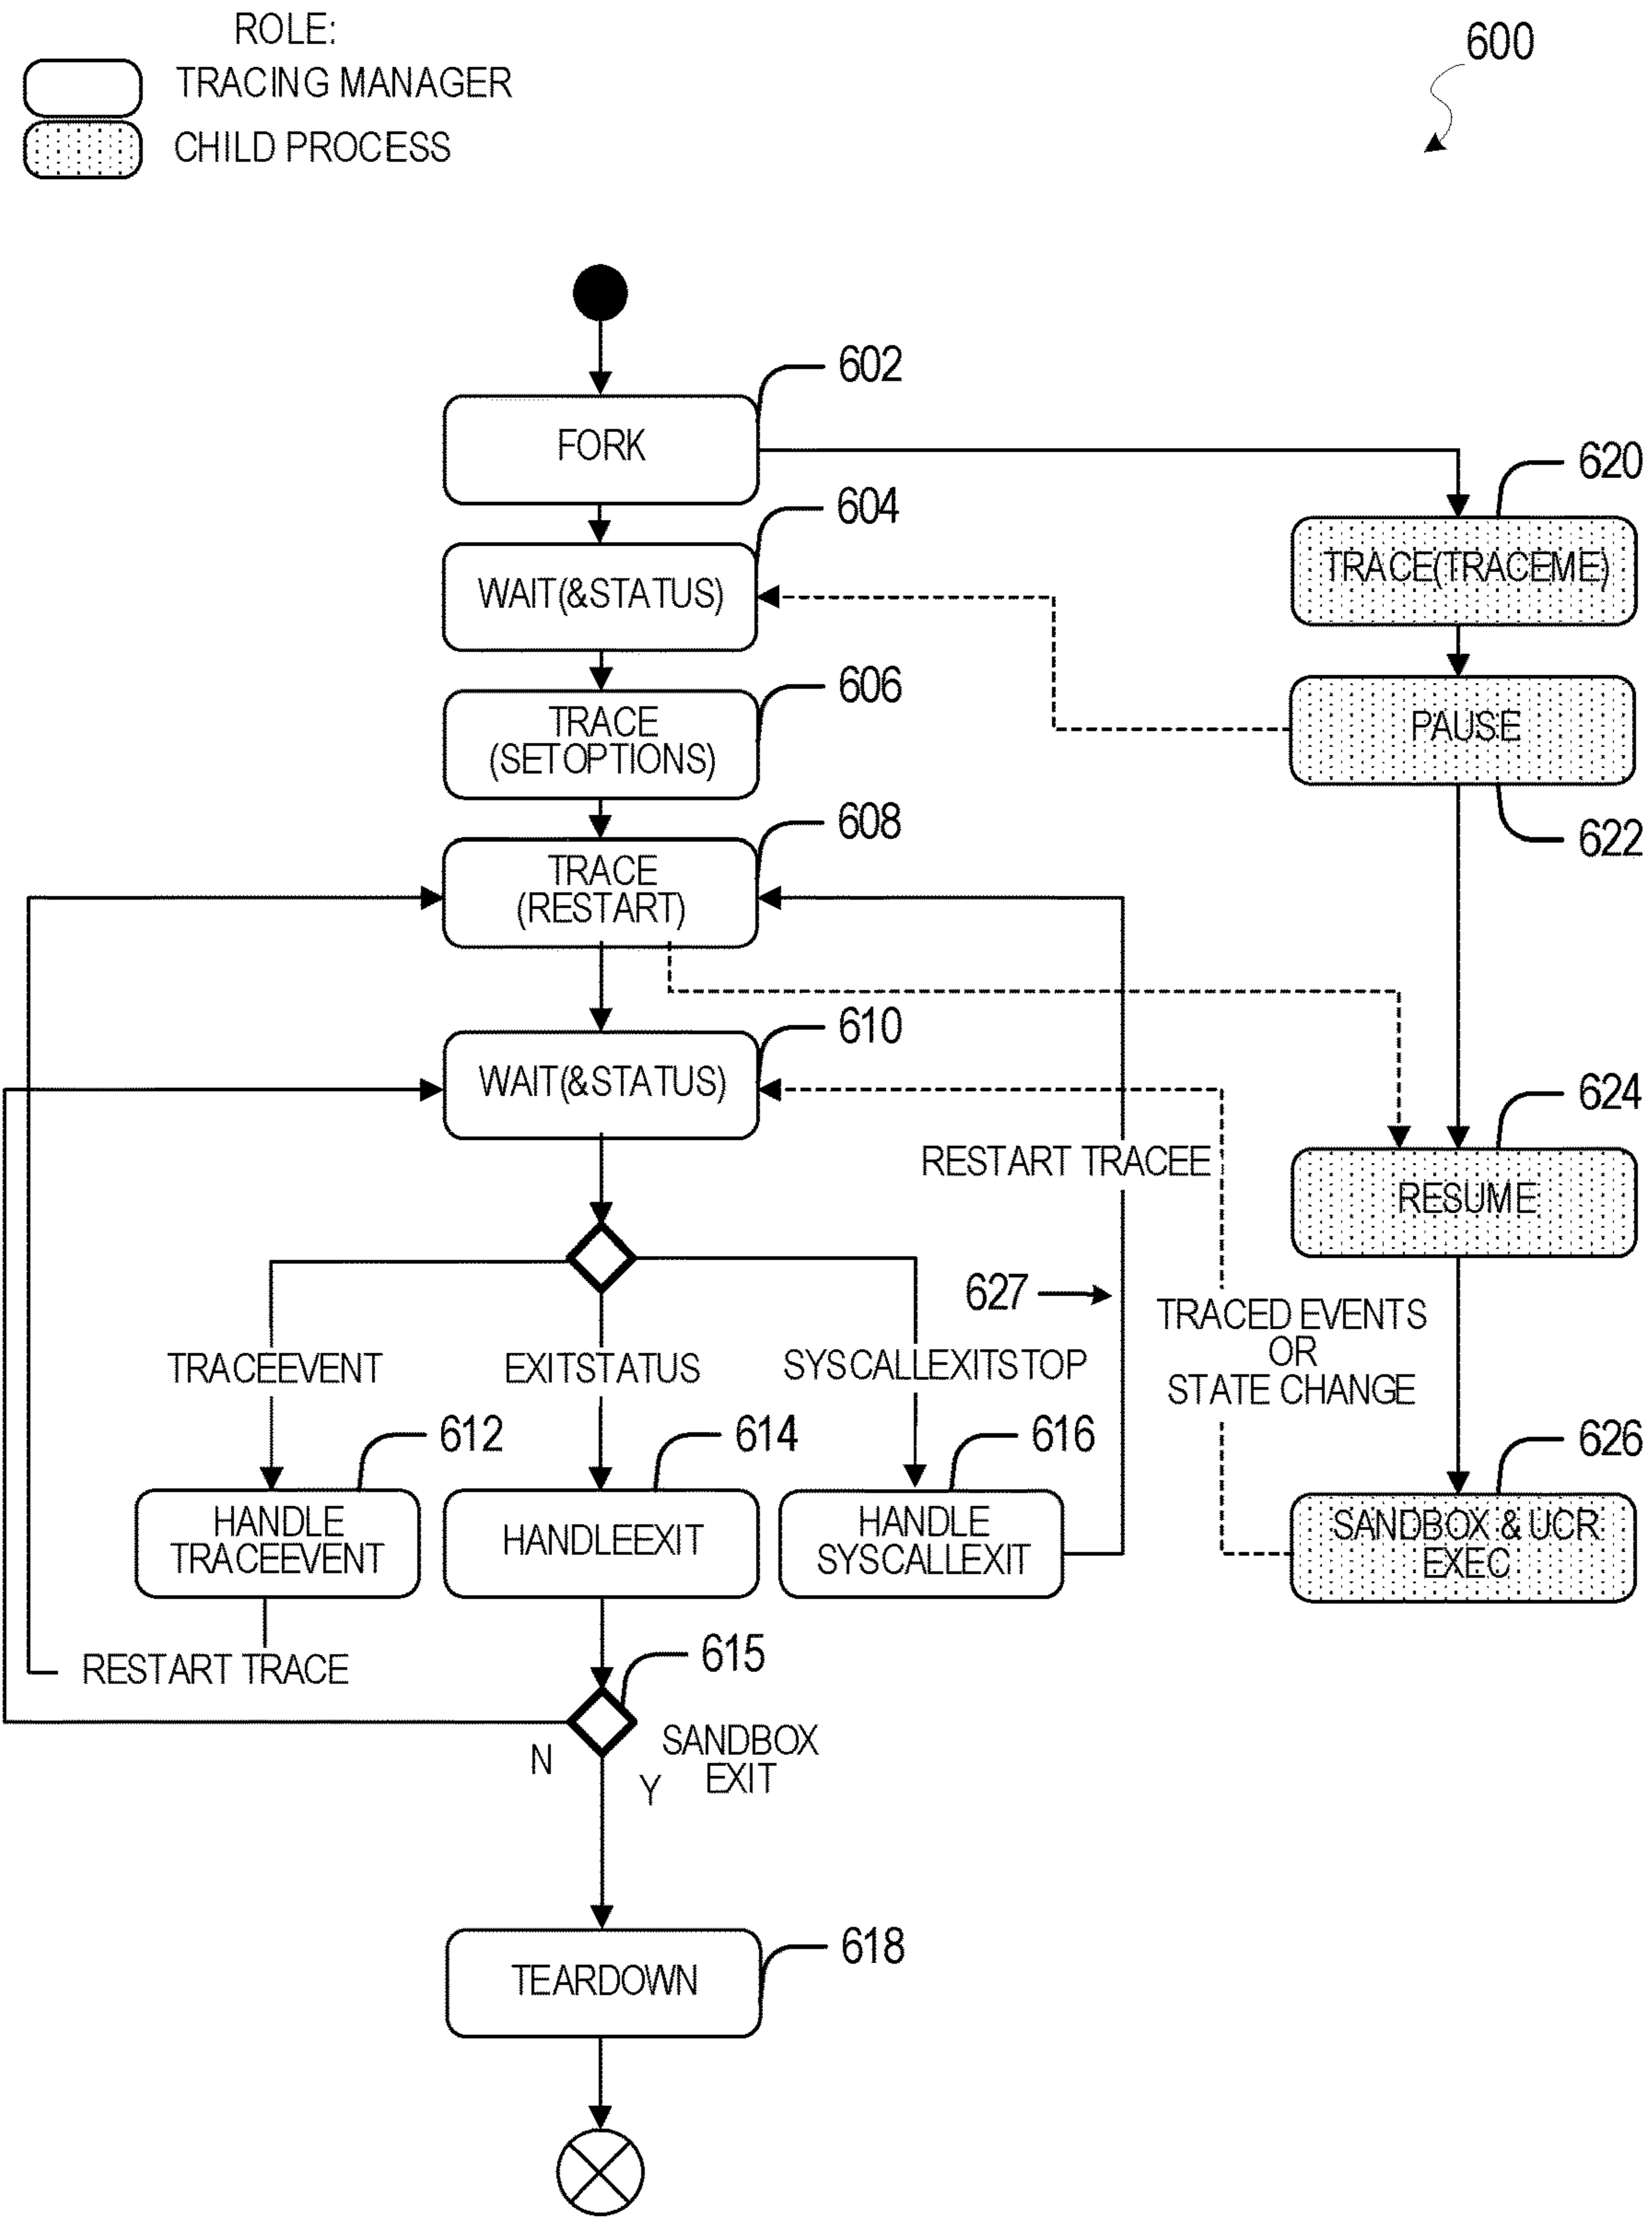 ROLE:
TRACING MANAGER
CHILD PROCESS
600
602
FORK
620
604
TRACE(TRACEME)
WAIT(&STATUS)
606
TRACE
(SETOPTIONS)
PAUSE
608
622
TRACE
(RESTART)
610
WAIT(&STATUS)
624
RESTART TRACEE
RESUME
627
TRACED EVENTS
OR
STATE CHANGE
TRACEEVENT
EXITSTATUS
SYSCALLEXITSTOP
612
614
616
626
HANDLE
TRACEEVENT
HANDLEEXIT
HANDLE
SYSCALLEXIT
SANDBOX & UCR
EXEC
RESTART TRACE
615
N
Y
SANDBOX
EXIT
618
TEARDOWN